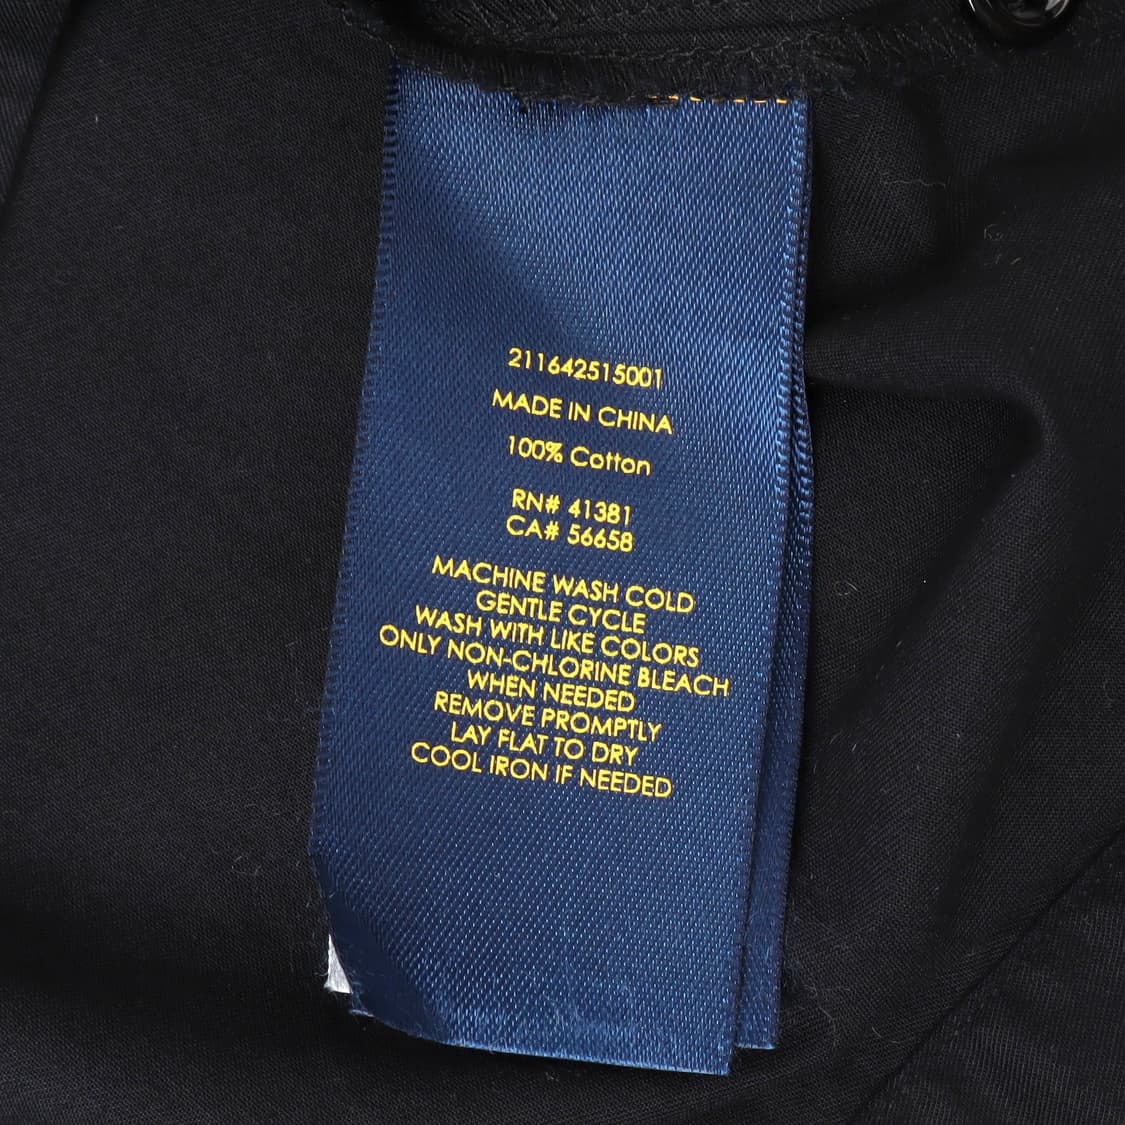 211642515001
MADE IN CHINA
100% Cotton
RN# 41381
CA# 56658
MACHINE WASH COLD
GENTLE CYCLE
WASH WITH LIKE COLORS
ONLY NON-CHLORINE BLEACH
WHEN NEEDED
REMOVE PROMPTLY
LAY FLAT TO DRY
COOL IRON IF NEEDED